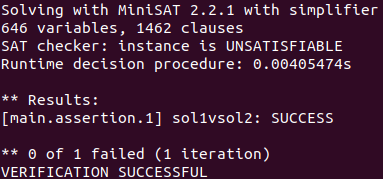 Solving with MiniSAT 2.2.1 with simplifier
646 variables, 1462 clauses
SAT checker: instance is UNSATISFIABLE
Runtime decision procedure: 0.00405474s

** Results:
[main.assertion.1] sol1vsol2: SUCCESS

** 0 of 1 failed (1 iteration)
VERIFICATION SUCCESSFUL